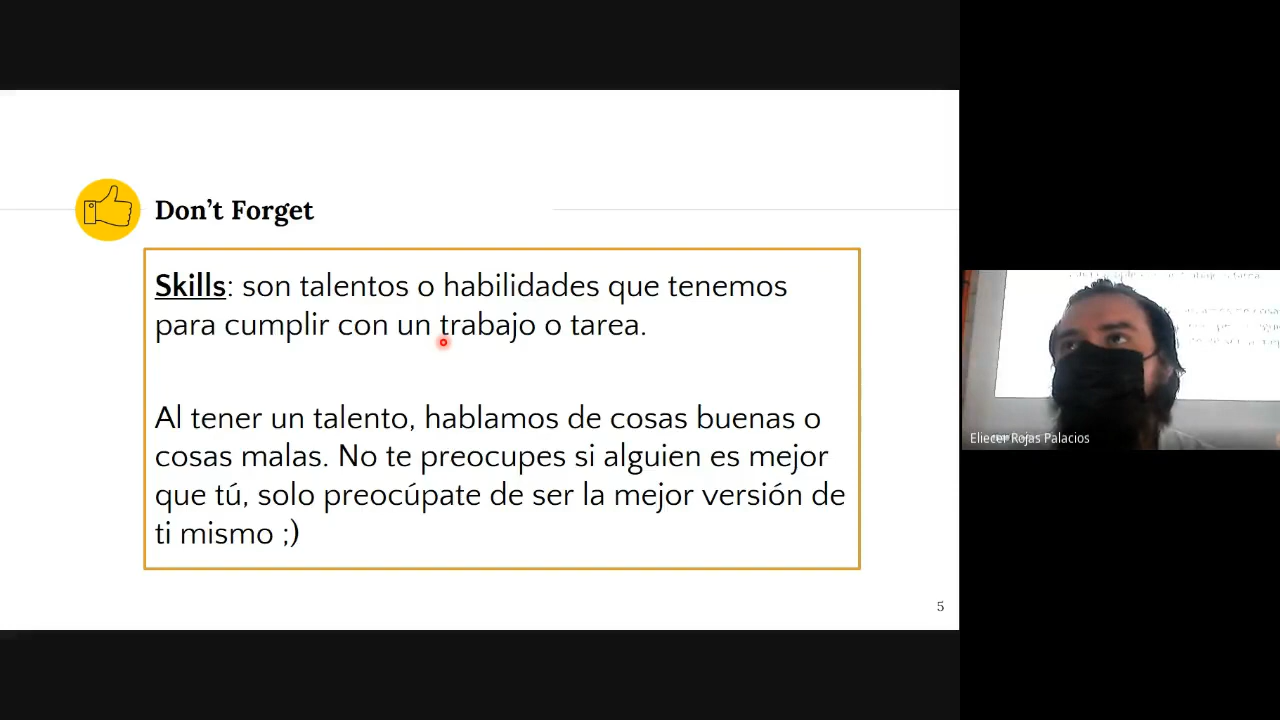 Don’t Forget
Skills: son talentos o habilidades que tenemos
para cumplir con un trabajo o tarea.
Al tener un talento, hablamos de cosas buenas o
cosas malas. No te preocupes si alguien es mejor
que tú, solo preocúpate de ser la mejor versión de
ti mismo ;)
5
Eliecer Rojas Palacios